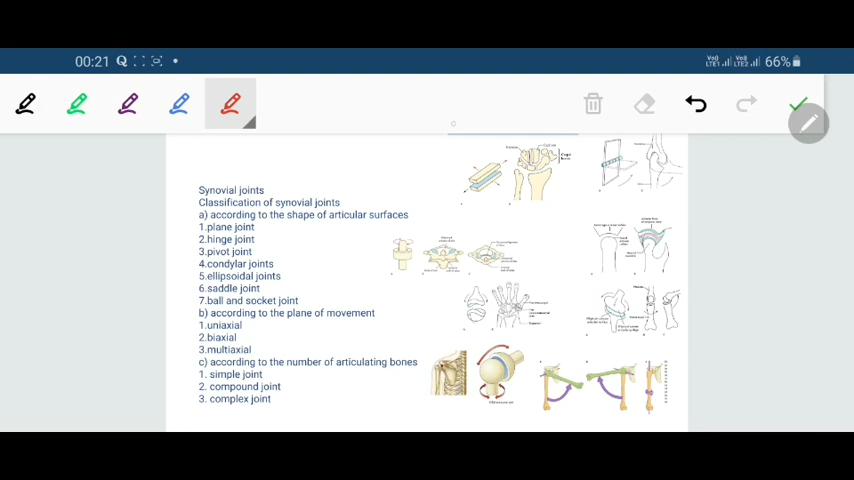 00:21
66%
Synovial joints
Classification of synovial joints
a) according to the shape of articular surfaces
1.plane joint
2.hinge joint
3.pivot joint
4.condylar joints
5.ellipsoidal joints
6.saddle joint
7.ball and socket joint
b) according to the plane of movement
1.uniaxial
2.biaxial
3.multiaxial
c) according to the number of articulating bones
1. simple joint
2. compound joint
3. complex joint